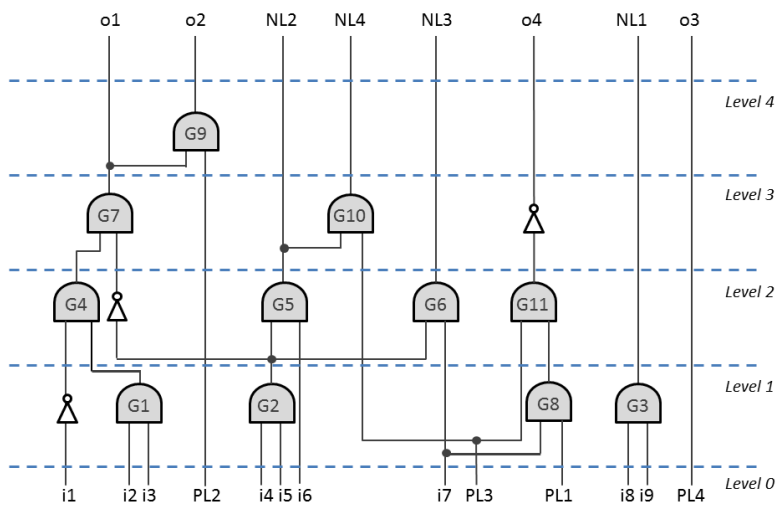 o1 o2 NL2 NL4 NL3 o4 NL1 o3
Level 4
G9
Level 3
G7 G10
Level 2
G4 G5 G6 G11
Level 1
G1 G2 G8 G3
Level 0
i1 i2 i3 PL2 i4 i5 i6 i7 PL3 PL1 i8 i9 PL4